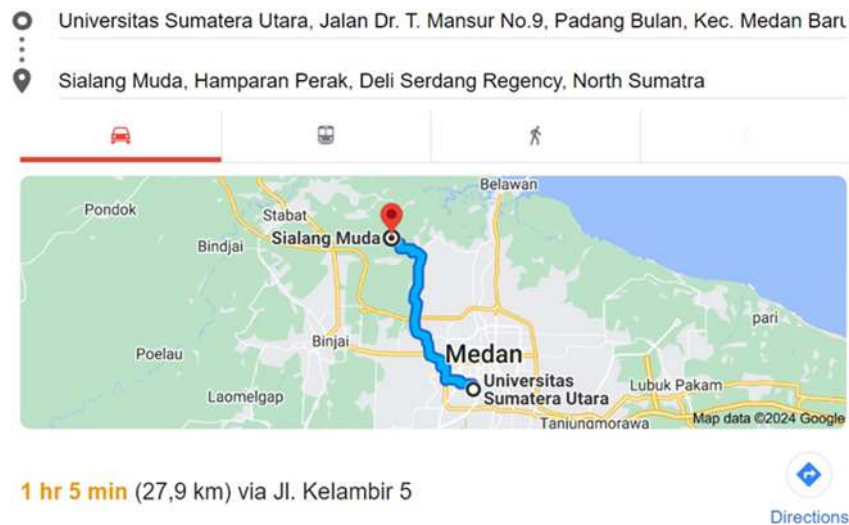 Universitas Sumatera Utara, Jalan Dr. T. Mansur No.9, Padang Bulan, Kec. Medan Baru
Sialang Muda, Hamparan Perak, Deli Serdang Regency, North Sumatra
Belawan
Pondok
Stabat
Sialang Muda
Bindjai
pari
Binjai
Medan
Poelau
Universitas
Sumatera Utara
Lubuk Pakam
Laomelgap
Tanjungmorawa
Map data ©2024 Google
1 hr 5 min (27,9 km) via Jl. Kelambir 5
Directions